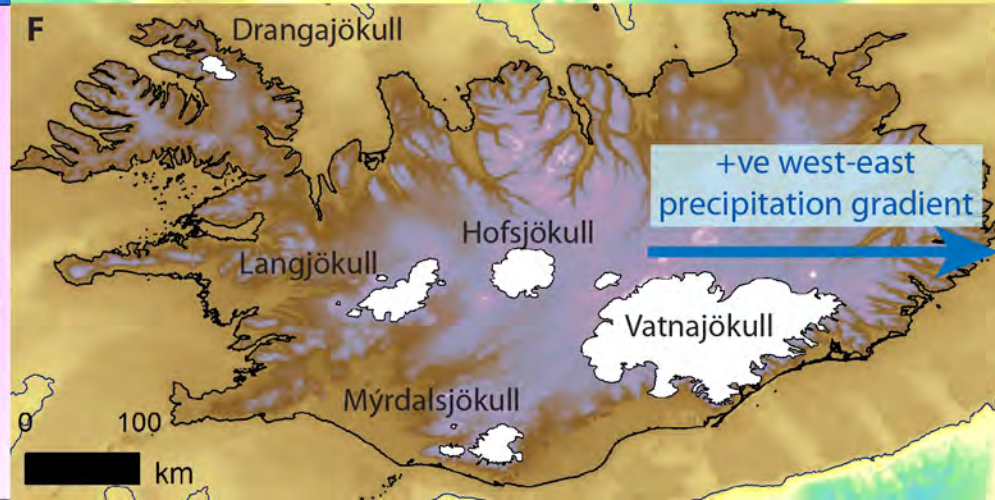 F
Drangajökull
+ve west-east
precipitation gradient
Hofsjökull
Langjökull
Vatnajökull
Mýrdalsjökull
0 100
km